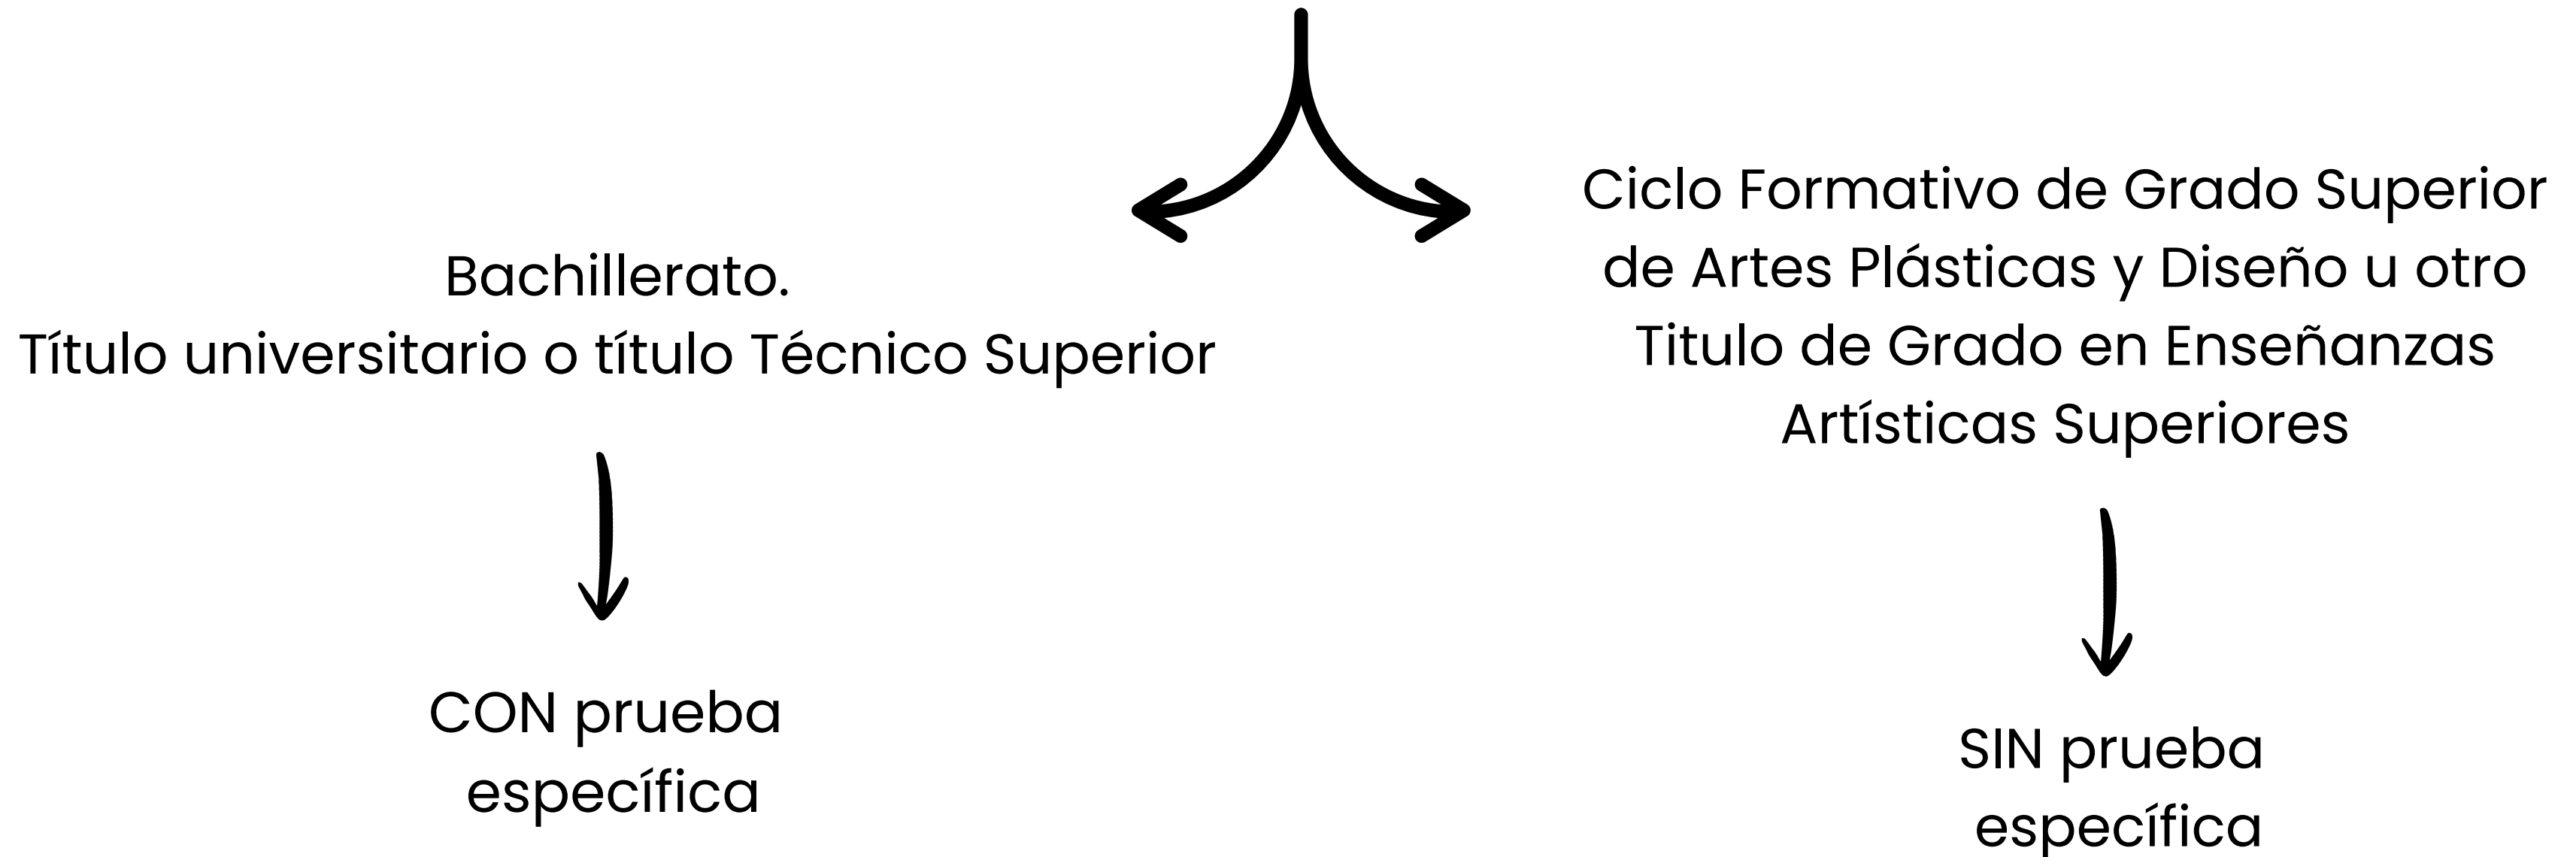 Bachillerato.
Título universitario o título Técnico Superior
CON prueba
específica
Ciclo Formativo de Grado Superior
de Artes Plásticas y Diseño u otro
Titulo de Grado en Enseñanzas
Artísticas Superiores
SIN prueba
específica